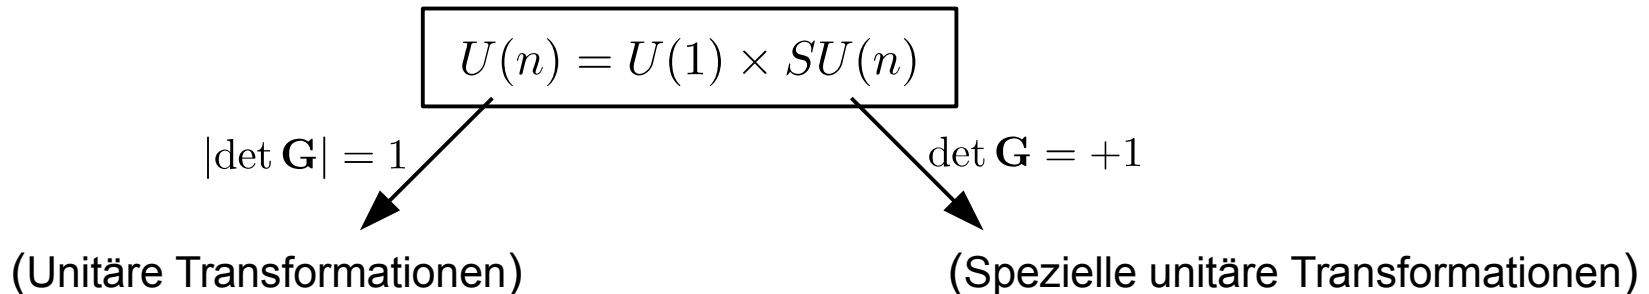 U(n) = U(1) × SU(n)
|det G| = 1
det G = +1
(Unitäre Transformationen)
(Spezielle unitäre Transformationen)